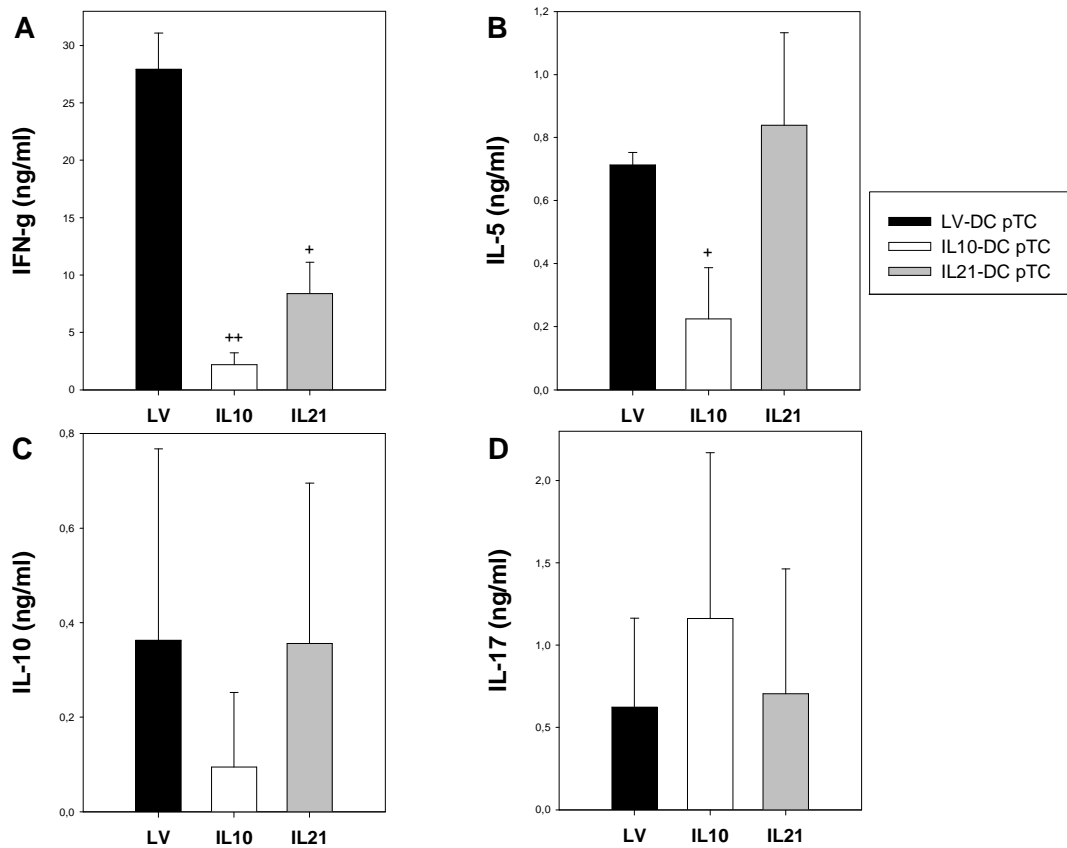 A
IFN-g (ng/ml)
30
25
20
15
10
5
0
++
+
LV IL10 IL21
B
IL-5 (ng/ml)
1,2
1,0
0,8
0,6
0,4
0,2
0,0
+
LV IL10 IL21
LV-DC pTC
IL10-DC pTC
IL21-DC pTC
C
IL-10 (ng/ml)
0,8
0,6
0,4
0,2
0,0
LV IL10 IL21
D
IL-17 (ng/ml)
2,0
1,5
1,0
0,5
0,0
LV IL10 IL21